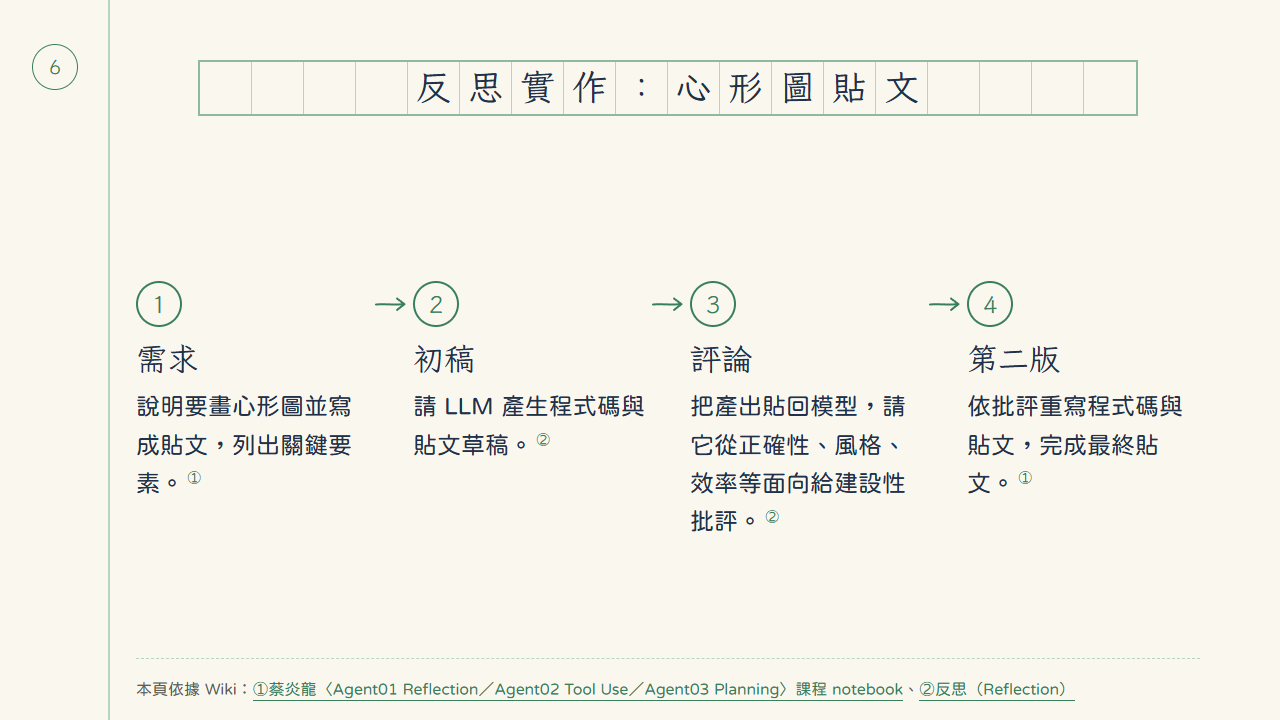 6
反思實作：心形圖貼文
1
→
2
→
3
→
4
需求
初稿
評論
第二版
說明要畫心形圖並寫
成貼文，列出關鍵要
素。①
請 LLM 產生程式碼與
貼文草稿。②
把產出貼回模型，請
它從正確性、風格、
效率等面向給建設性
批評。②
依批評重寫程式碼與
貼文，完成最終貼
文。①
本頁依據 Wiki：①蔡炎龍〈Agent01 Reflection／Agent02 Tool Use／Agent03 Planning〉課程 notebook、②反思（Reflection）